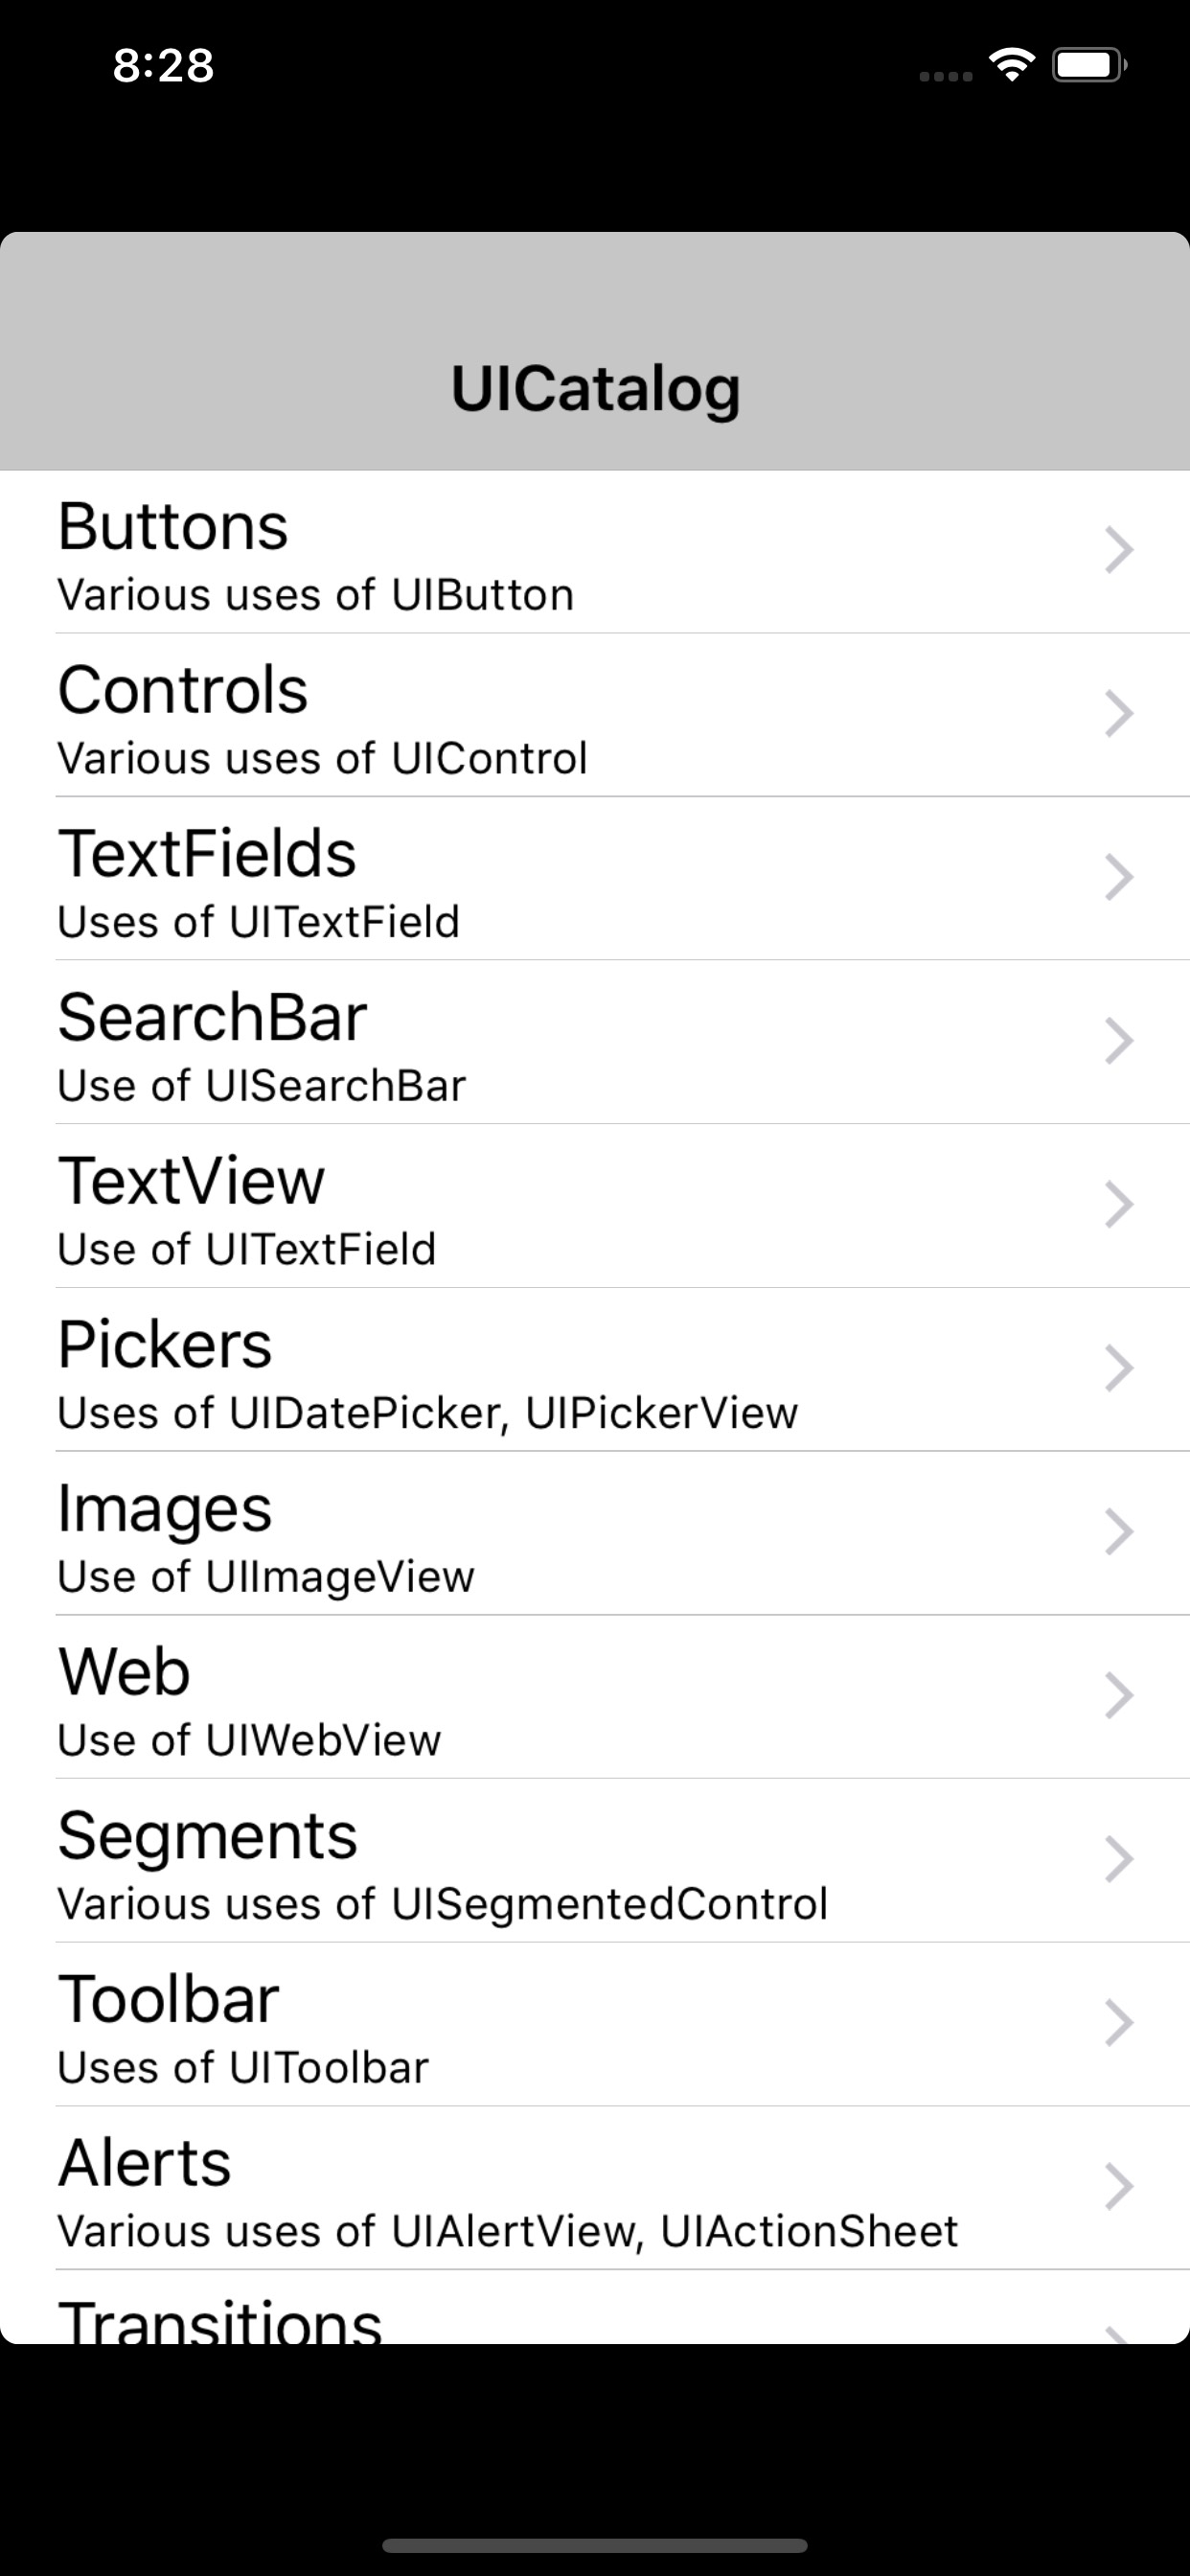 8:28
UICatalog
Buttons
Various uses of UIButton
Controls
Various uses of UIControl
TextFields
Uses of UITextField
SearchBar
Use of UISearchBar
TextView
Use of UITextField
Pickers
Uses of UIDatePicker, UIPickerView
Images
Use of UIImageView
Web
Use of UIWebView
Segments
Various uses of UISegmentedControl
Toolbar
Uses of UIToolbar
Alerts
Various uses of UIAlertView, UIActionSheet
Transitions